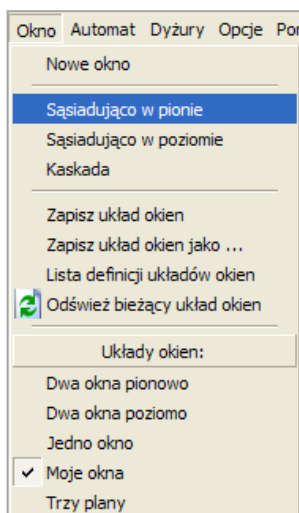 Okno Automat Dyżury Opcje
Nowe okno
Sąsiadująco w pionie
Sąsiadująco w poziomie
Kaskada
Zapisz układ okien
Zapisz układ okien jako ...
Lista definicji układów okien
Odśwież bieżący układ okien
Układy okien:
Dwa okna pionowo
Dwa okna poziomo
Jedno okno
Moje okna
Trzy plany